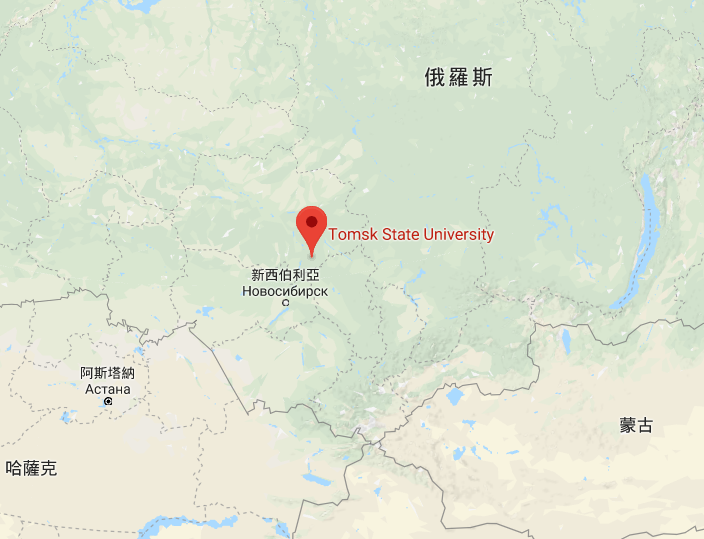 俄羅斯
Tomsk State University
新西伯利亞
Новосибирск
阿斯塔納
Астана
蒙古
哈薩克